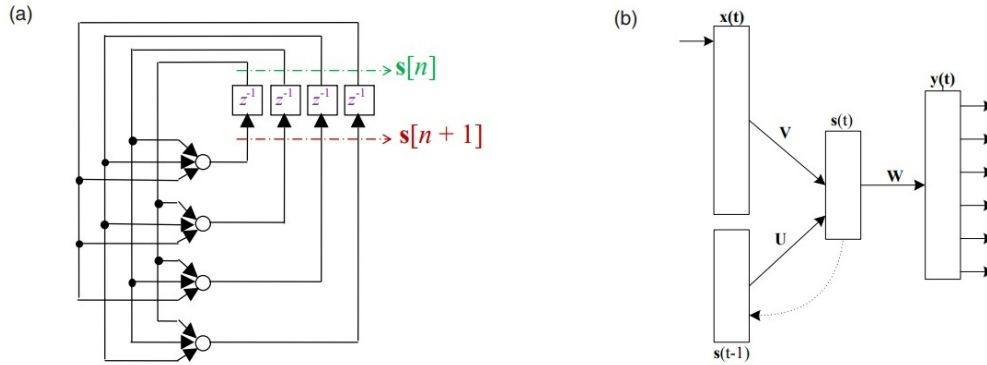 (a)
s[n]
z⁻¹ z⁻¹ z⁻¹ z⁻¹
s[n + 1]
(b)
x(t)
V
U
s(t-1)
s(t)
W
y(t)